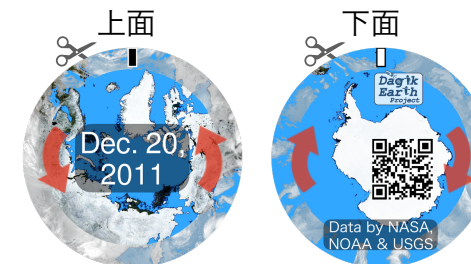 上面
下面
Dec. 20,
2011
Dagik
Earth
Project
Data by NASA,
NOAA & USGS